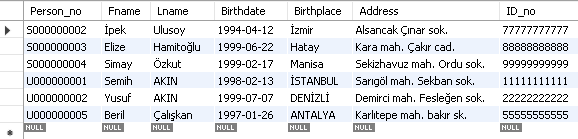 Person_no Fname Lname Birthdate Birthplace Address ID_no
S000000002 İpek Ulusoy 1994-04-12 İzmir Alsancak Çınar sok. 77777777777
S000000003 Elize Hamitoğlu 1999-06-22 Hatay Kara mah. Çakır cad. 88888888888
S000000004 Simay Özkut 1999-02-17 Manisa Sekizhavuz mah. Ordu sok. 99999999999
U000000001 Semih AKIN 1998-02-13 İSTANBUL Sarıgöl mah. Sekban sok. 11111111111
U000000002 Yusuf AKIN 1999-07-07 DENİZLİ Demirci mah. Fesleğen sok. 22222222222
U000000005 Beril Çalışkan 1997-01-26 ANTALYA Karlıtepe mah. bakır sk. 55555555555
NULL NULL NULL NULL NULL NULL NULL